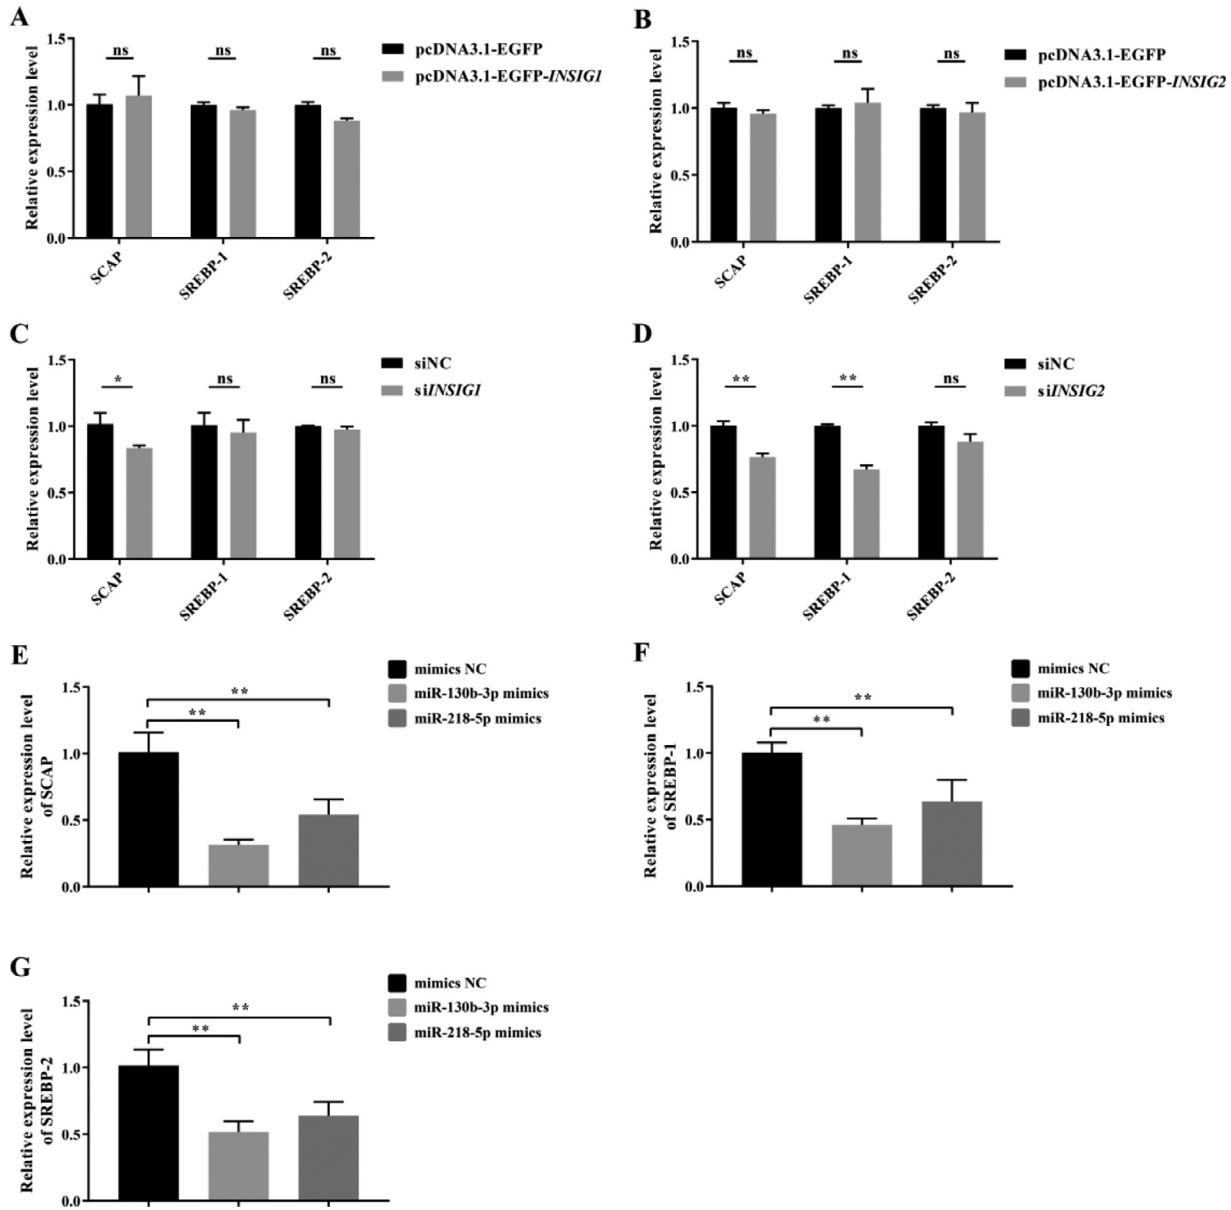 A
Relative expression level
1.5
1.0
0.5
0.0
ns
ns
ns
SCAP
SREBP-1
SREBP-2
pcDNA3.1-EGFP
pcDNA3.1-EGFP-INSIG1
B
Relative expression level
1.5
1.0
0.5
0.0
ns
ns
ns
SCAP
SREBP-1
SREBP-2
pcDNA3.1-EGFP
pcDNA3.1-EGFP-INSIG2
C
Relative expression level
1.5
1.0
0.5
0.0
*
ns
ns
SCAP
SREBP-1
SREBP-2
siNC
siINSIG1
D
Relative expression level
1.5
1.0
0.5
0.0
**
**
ns
SCAP
SREBP-1
SREBP-2
siNC
siINSIG2
E
Relative expression level
of SCAP
1.5
1.0
0.5
0.0
**
**
mimics NC
miR-130b-3p mimics
miR-218-5p mimics
F
Relative expression level
of SREBP-1
1.5
1.0
0.5
0.0
**
**
mimics NC
miR-130b-3p mimics
miR-218-5p mimics
G
Relative expression level
of SREBP-2
1.5
1.0
0.5
0.0
**
**
mimics NC
miR-130b-3p mimics
miR-218-5p mimics